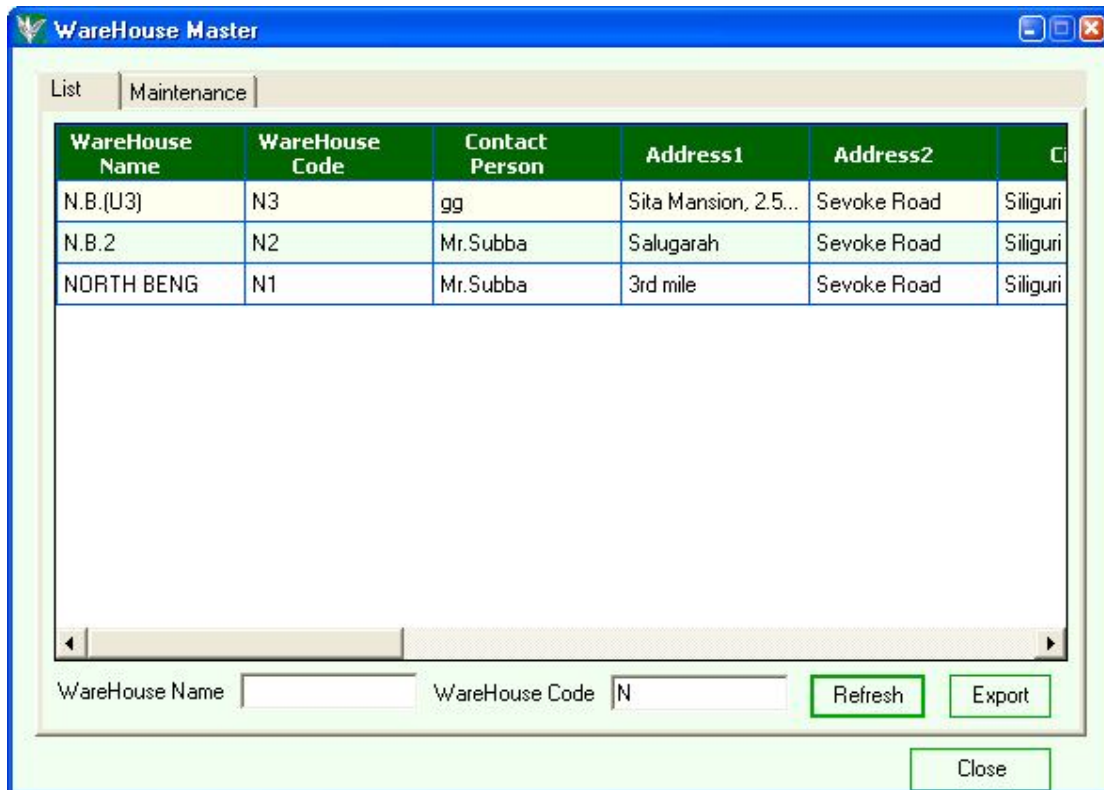 WareHouse Master
List Maintenance
WareHouse Name WareHouse Code Contact Person Address1 Address2 Ci
N.B.(U3) N3 gg Sita Mansion, 2.5... Sevoke Road Siliguri
N.B.2 N2 Mr.Subba Salugarah Sevoke Road Siliguri
NORTH BENG N1 Mr.Subba 3rd mile Sevoke Road Siliguri
WareHouse Name WareHouse Code N Refresh Export
Close